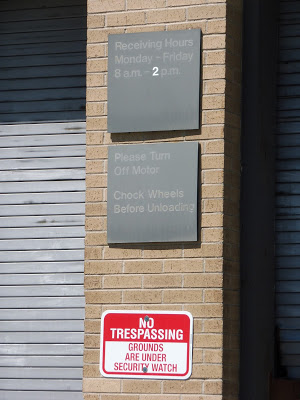 Receiving Hours
Monday - Friday
8 a.m. - 2 p.m.
Please Turn
Off Motor
Chock Wheels
Before Unloading
NO
TRESPASSING
GROUNDS
ARE UNDER
SECURITY WATCH